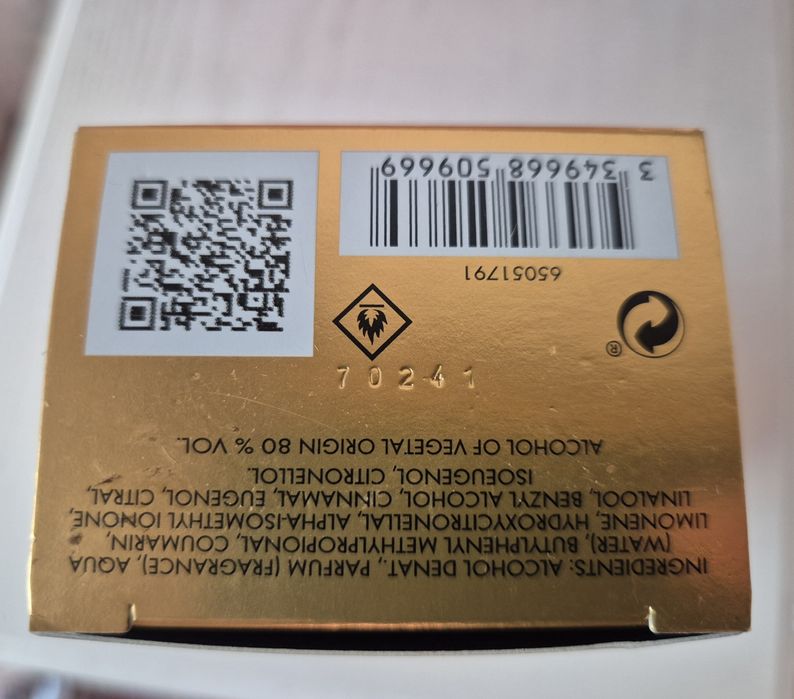 INGREDIENTS: ALCOHOL DENAT., PARFUM (FRAGRANCE), AQUA
(WATER), BUTYLPHENYL METHYLPROPIONAL, COUMARIN,
LIMONENE, HYDROXYCITRONELLAL, ALPHA-ISOMETHYL IONONE,
LINALOOL, BENZYL ALCOHOL, CINNAMAL, EUGENOL, CITRAL,
ISOEUGENOL, CITRONELLOL.
ALCOHOL OF VEGETAL ORIGIN 80 % VOL.
70241
®
65051791
3 349668 509669